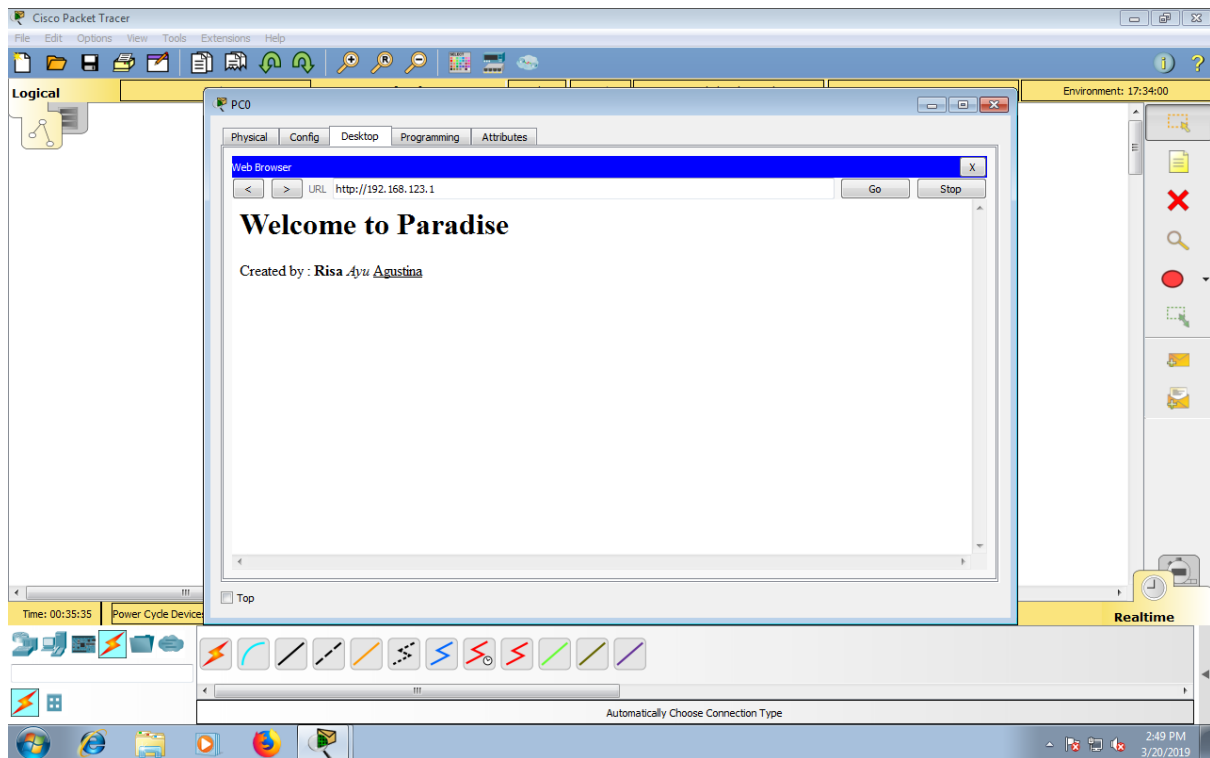 Cisco Packet Tracer
File Edit Options View Tools Extensions Help
Logical
Environment: 17:34:00
PC0
Physical Config Desktop Programming Attributes
Web Browser
X
< > URL http://192.168.123.1 Go Stop
Welcome to Paradise
Created by : Risa Ayu Agustina
Top
Time: 00:35:35 Power Cycle Devices
Realtime
Automatically Choose Connection Type
2:49 PM
3/20/2019